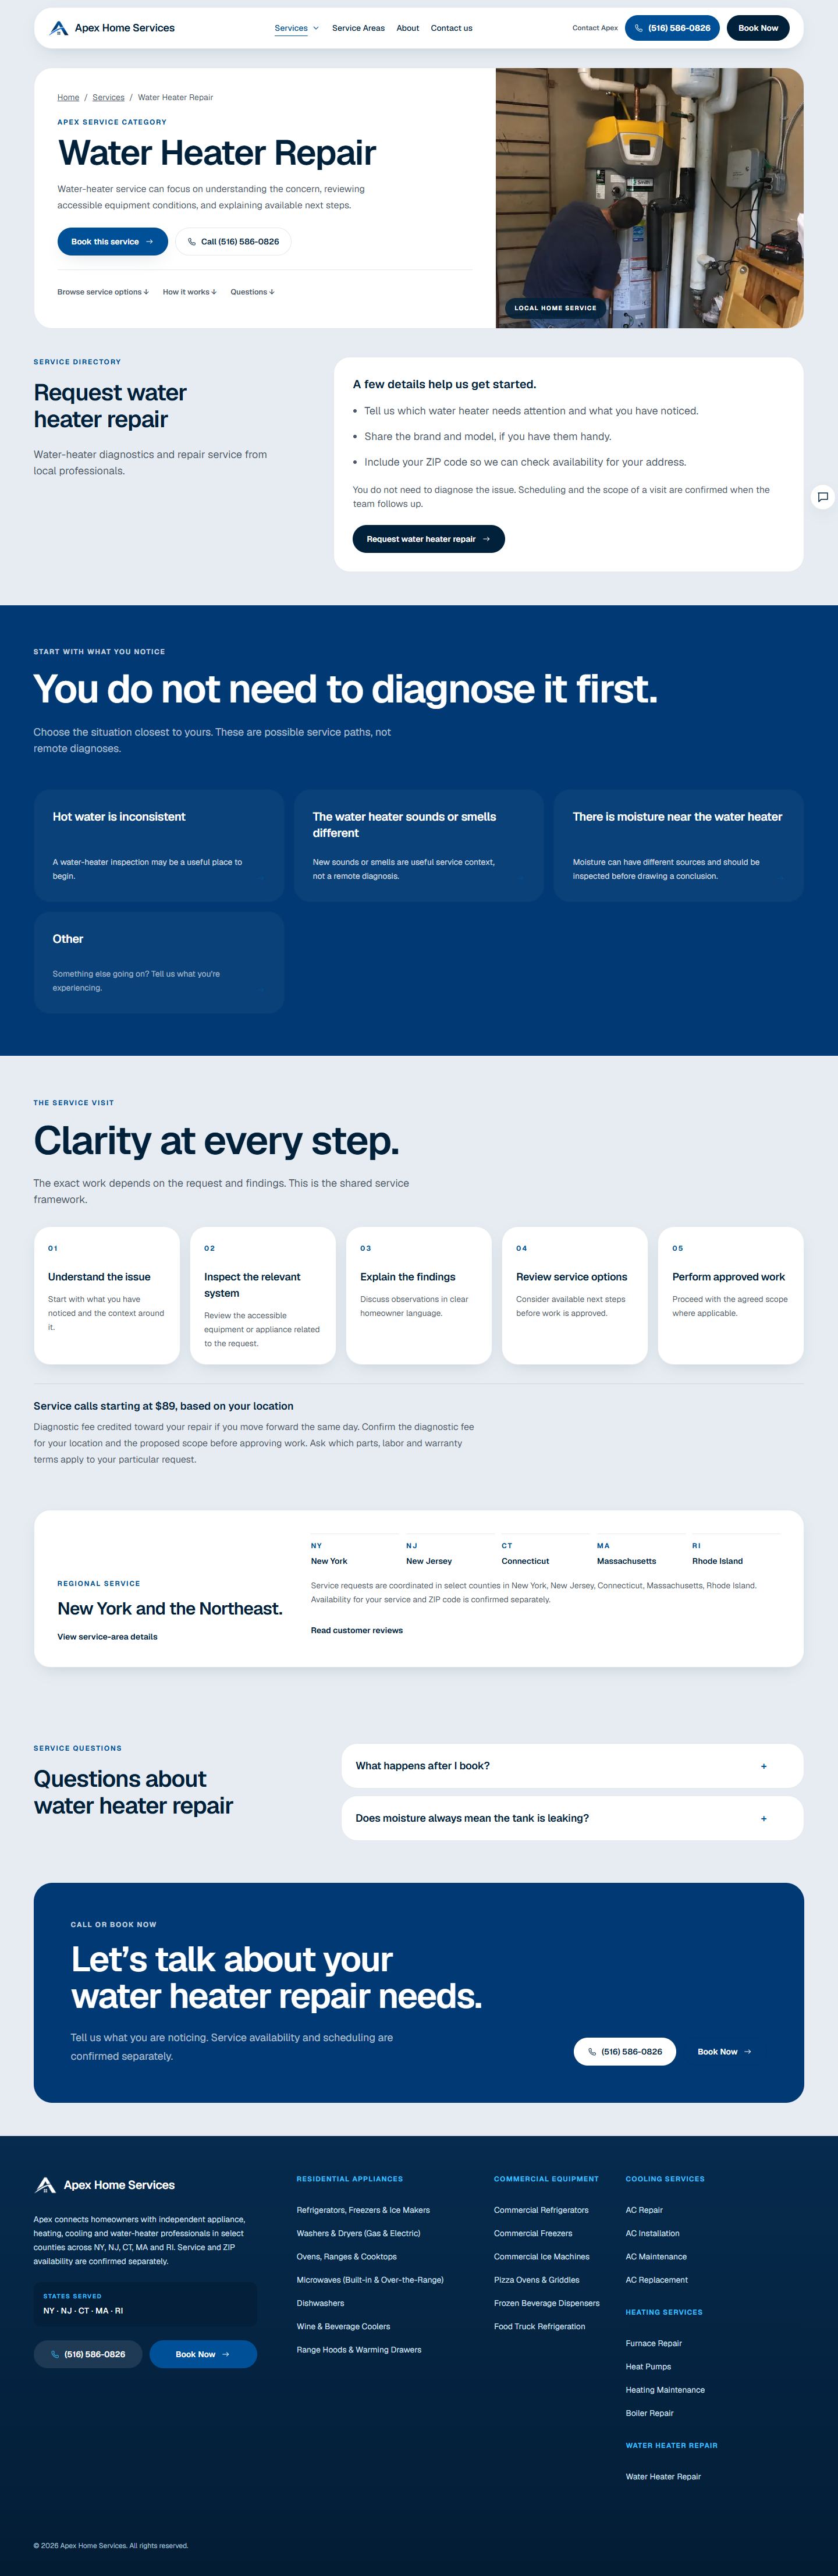 Apex Home Services
Services
Service Areas
About
Contact us
Contact Apex
(516) 586-0826
Book Now
Home / Services / Water Heater Repair
APEX SERVICE CATEGORY
Water Heater Repair
Water-heater service can focus on understanding the concern, reviewing
accessible equipment conditions, and explaining available next steps.
Book this service →
Call (516) 586-0826
Browse service options ↓
How it works ↓
Questions ↓
LOCAL HOME SERVICE
SERVICE DIRECTORY
Request water
heater repair
Water-heater diagnostics and repair service from
local professionals.
A few details help us get started.
• Tell us which water heater needs attention and what you have noticed.
• Share the brand and model, if you have them handy.
• Include your ZIP code so we can check availability for your address.
You do not need to diagnose the issue. Scheduling and the scope of a visit are confirmed when the
team follows up.
Request water heater repair →
START WITH WHAT YOU NOTICE
You do not need to diagnose it first.
Choose the situation closest to yours. These are possible service paths, not
remote diagnoses.
Hot water is inconsistent
A water-heater inspection may be a useful place to
begin.
The water heater sounds or smells
different
New sounds or smells are useful service context,
not a remote diagnosis.
There is moisture near the water heater
Moisture can have different sources and should be
inspected before drawing a conclusion.
Other
Something else going on? Tell us what you're
experiencing.
THE SERVICE VISIT
Clarity at every step.
The exact work depends on the request and findings. This is the shared service
framework.
01
Understand the issue
Start with what you have
noticed and the context around
it.
02
Inspect the relevant
system
Review the accessible
equipment or appliance related
to the request.
03
Explain the findings
Discuss observations in clear
homeowner language.
04
Review service options
Consider available next steps
before work is approved.
05
Perform approved work
Proceed with the agreed scope
where applicable.
Service calls starting at $89, based on your location
Diagnostic fee credited toward your repair if you move forward the same day. Confirm the diagnostic fee
for your location and the proposed scope before approving work. Ask which parts, labor and warranty
terms apply to your particular request.
REGIONAL SERVICE
New York and the Northeast.
View service-area details
NY
New York
NJ
New Jersey
CT
Connecticut
MA
Massachusetts
RI
Rhode Island
Service requests are coordinated in select counties in New York, New Jersey, Connecticut, Massachusetts, Rhode Island.
Availability for your service and ZIP code is confirmed separately.
Read customer reviews
SERVICE QUESTIONS
Questions about
water heater repair
What happens after I book? +
Does moisture always mean the tank is leaking? +
CALL OR BOOK NOW
Let's talk about your
water heater repair needs.
Tell us what you are noticing. Service availability and scheduling are
confirmed separately.
(516) 586-0826
Book Now →
Apex Home Services
Apex connects homeowners with independent appliance,
heating, cooling and water-heater professionals in select
counties across NY, NJ, CT, MA and RI. Service and ZIP
availability are confirmed separately.
STATES SERVED
NY · NJ · CT · MA · RI
(516) 586-0826
Book Now →
RESIDENTIAL APPLIANCES
Refrigerators, Freezers & Ice Makers
Washers & Dryers (Gas & Electric)
Ovens, Ranges & Cooktops
Microwaves (Built-in & Over-the-Range)
Dishwashers
Wine & Beverage Coolers
Range Hoods & Warming Drawers
COMMERCIAL EQUIPMENT
Commercial Refrigerators
Commercial Freezers
Commercial Ice Machines
Pizza Ovens & Griddles
Frozen Beverage Dispensers
Food Truck Refrigeration
COOLING SERVICES
AC Repair
AC Installation
AC Maintenance
AC Replacement
HEATING SERVICES
Furnace Repair
Heat Pumps
Heating Maintenance
Boiler Repair
WATER HEATER REPAIR
Water Heater Repair
© 2026 Apex Home Services. All rights reserved.